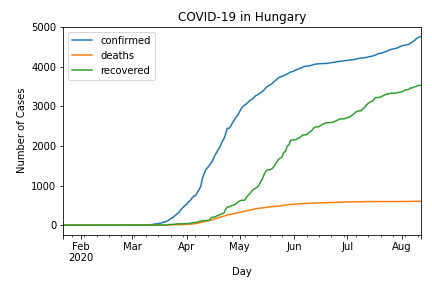 COVID-19 in Hungary
confirmed
deaths
recovered
Number of Cases
5000
4000
3000
2000
1000
0
Feb Mar Apr May Jun Jul Aug
2020
Day